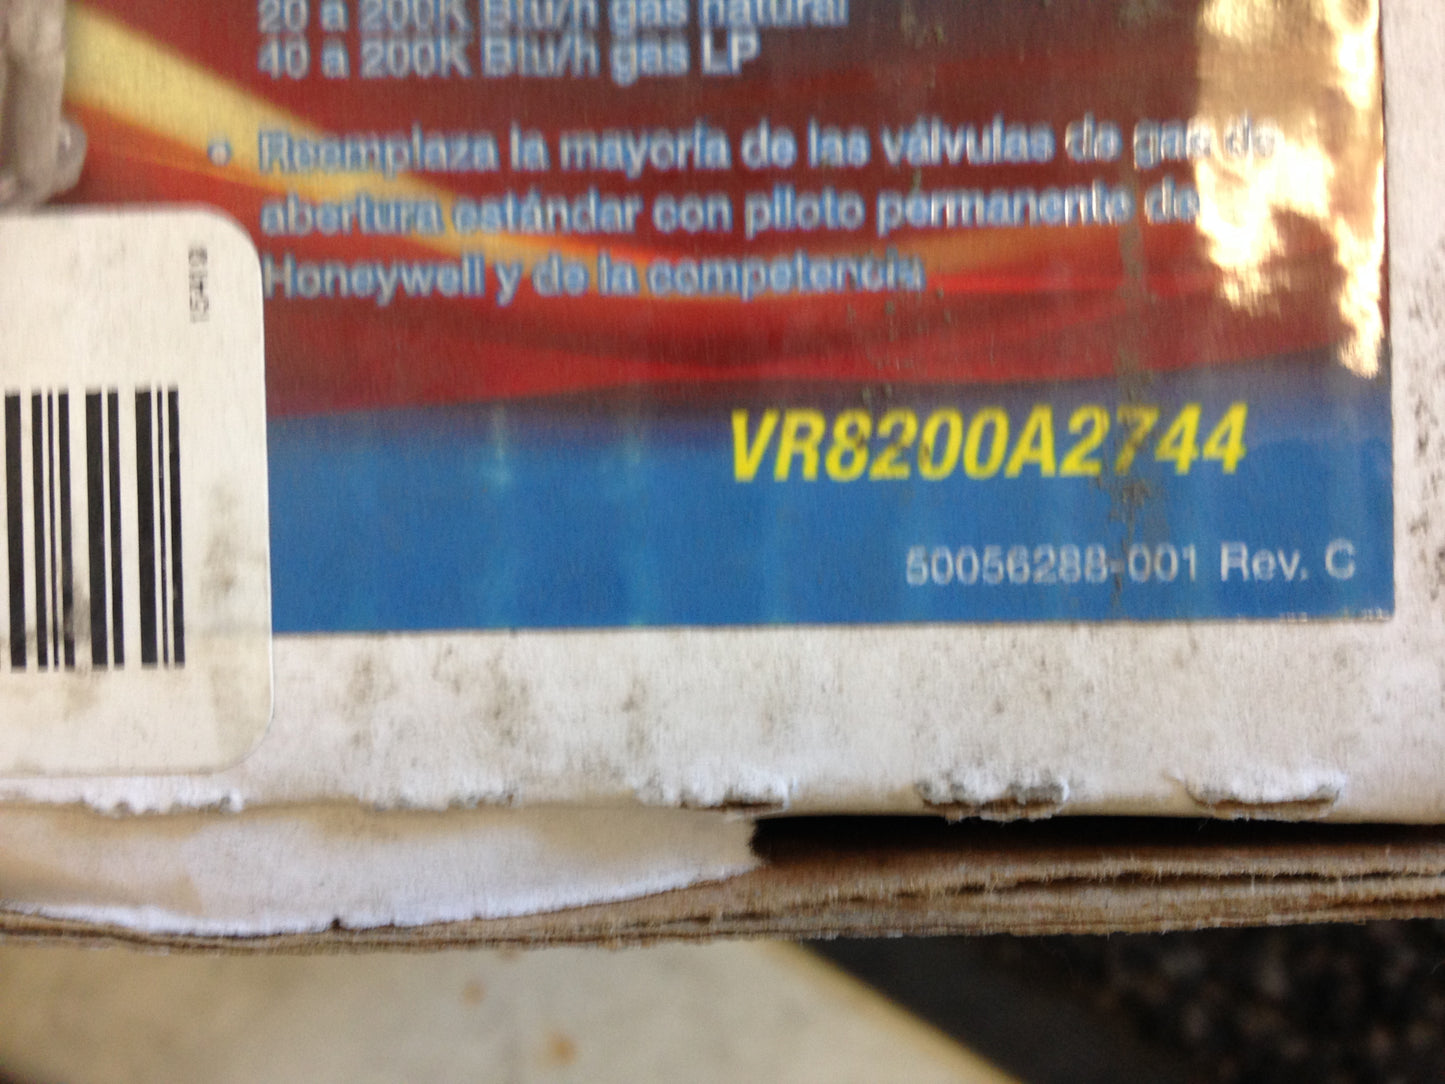 20 a 200K Btu/h gas natural
40 a 200K Btu/h gas LP
• Reemplaza la mayoría de las válvulas de gas de
abertura estándar con piloto permanente de
Honeywell y de la competencia
VR8200A2744
50056288-001 Rev. C